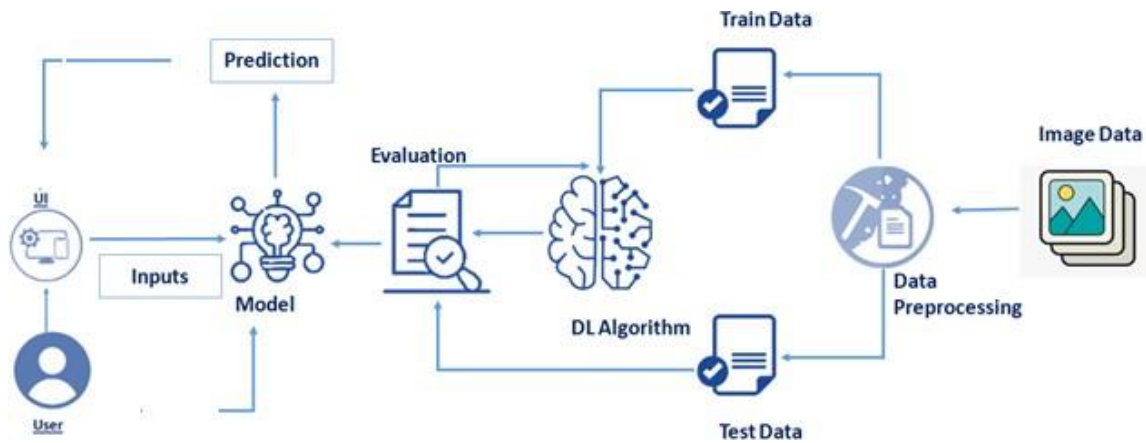 Train Data
Prediction
Image Data
Evaluation
UI
Inputs
Model
Data
Preprocessing
DL Algorithm
User
Test Data